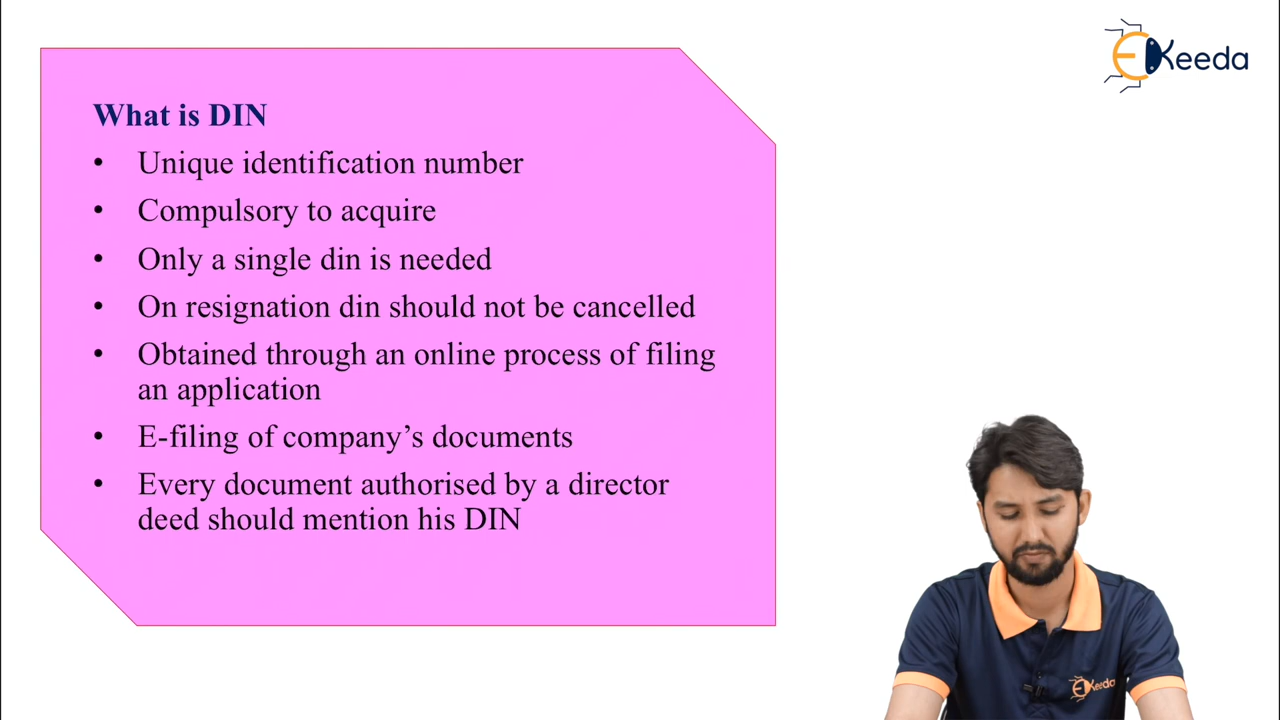 EKeeda
What is DIN
• Unique identification number
• Compulsory to acquire
• Only a single din is needed
• On resignation din should not be cancelled
• Obtained through an online process of filing
an application
• E-filing of company’s documents
• Every document authorised by a director
deed should mention his DIN
EKeeda